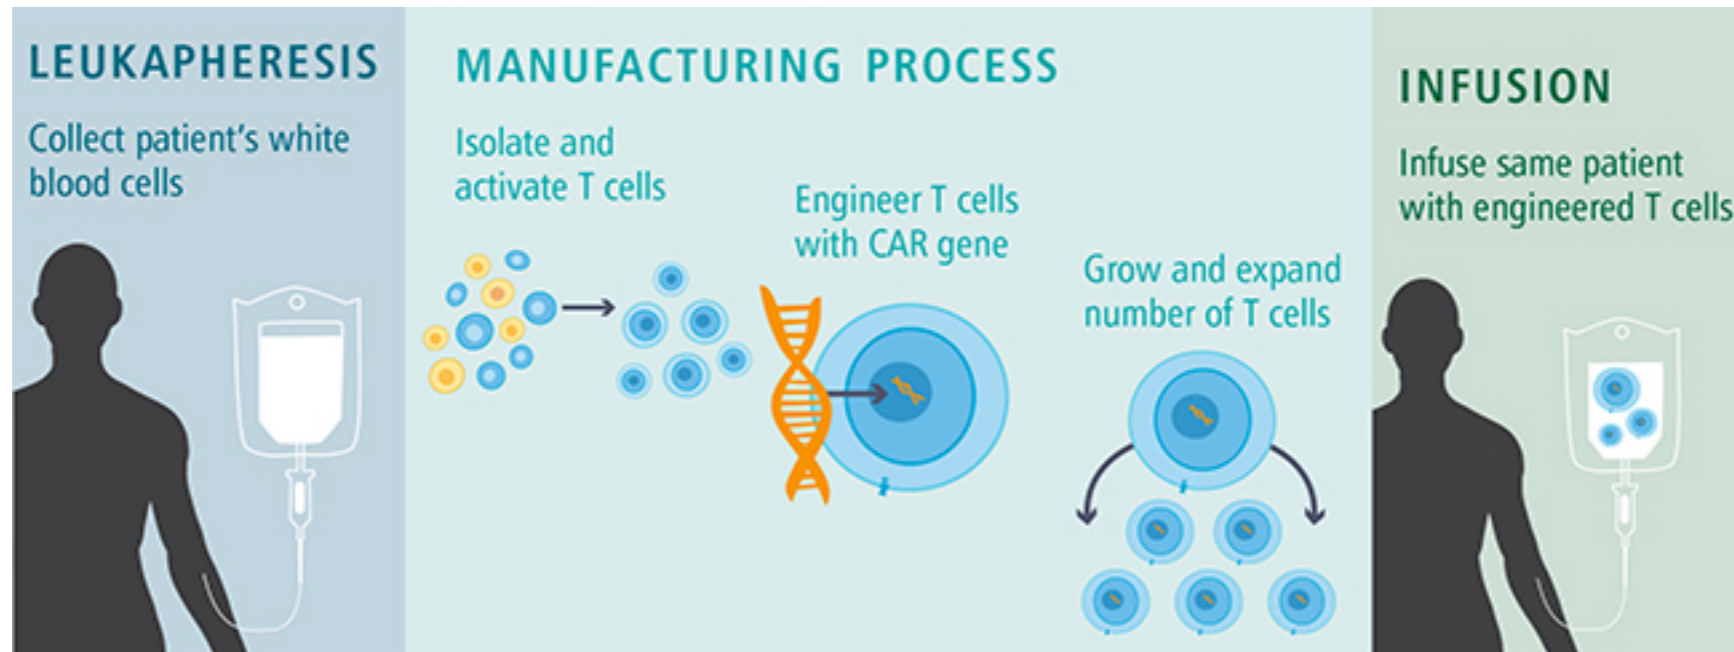 LEUKAPHERESIS
Collect patient's white
blood cells
MANUFACTURING PROCESS
Isolate and
activate T cells
Engineer T cells
with CAR gene
Grow and expand
number of T cells
INFUSION
Infuse same patient
with engineered T cells